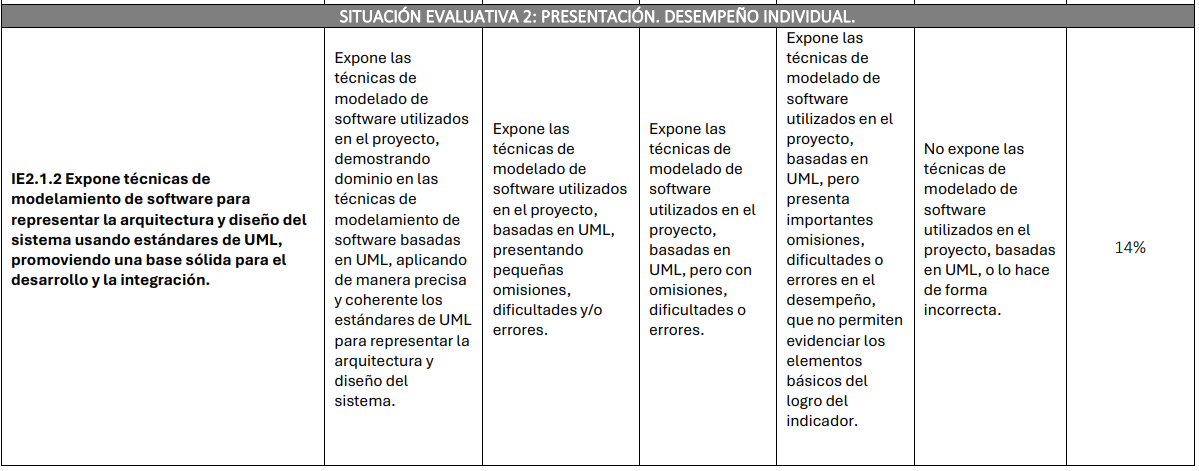 SITUACIÓN EVALUATIVA 2: PRESENTACIÓN. DESEMPEÑO INDIVIDUAL.
IE2.1.2 Expone técnicas de
modelamiento de software para
representar la arquitectura y diseño del
sistema usando estándares de UML,
promoviendo una base sólida para el
desarrollo y la integración.
Expone las
técnicas de
modelado de
software utilizados
en el proyecto,
demostrando
dominio en las
técnicas de
modelamiento de
software basadas
en UML, aplicando
de manera precisa
y coherente los
estándares de UML
para representar la
arquitectura y
diseño del
sistema.
Expone las
técnicas de
modelado de
software utilizados
en el proyecto,
basadas en UML,
presentando
pequeñas
omisiones,
dificultades y/o
errores.
Expone las
técnicas de
modelado de
software
utilizados en el
proyecto,
basadas en
UML, pero con
omisiones,
dificultades o
errores.
Expone las
técnicas de
modelado de
software
utilizados en el
proyecto,
basadas en
UML, pero
presenta
importantes
omisiones,
dificultades o
errores en el
desempeño,
que no permiten
evidenciar los
elementos
básicos del
logro del
indicador.
No expone las
técnicas de
modelado de
software
utilizados en el
proyecto, basadas
en UML, o lo hace
de forma
incorrecta.
14%